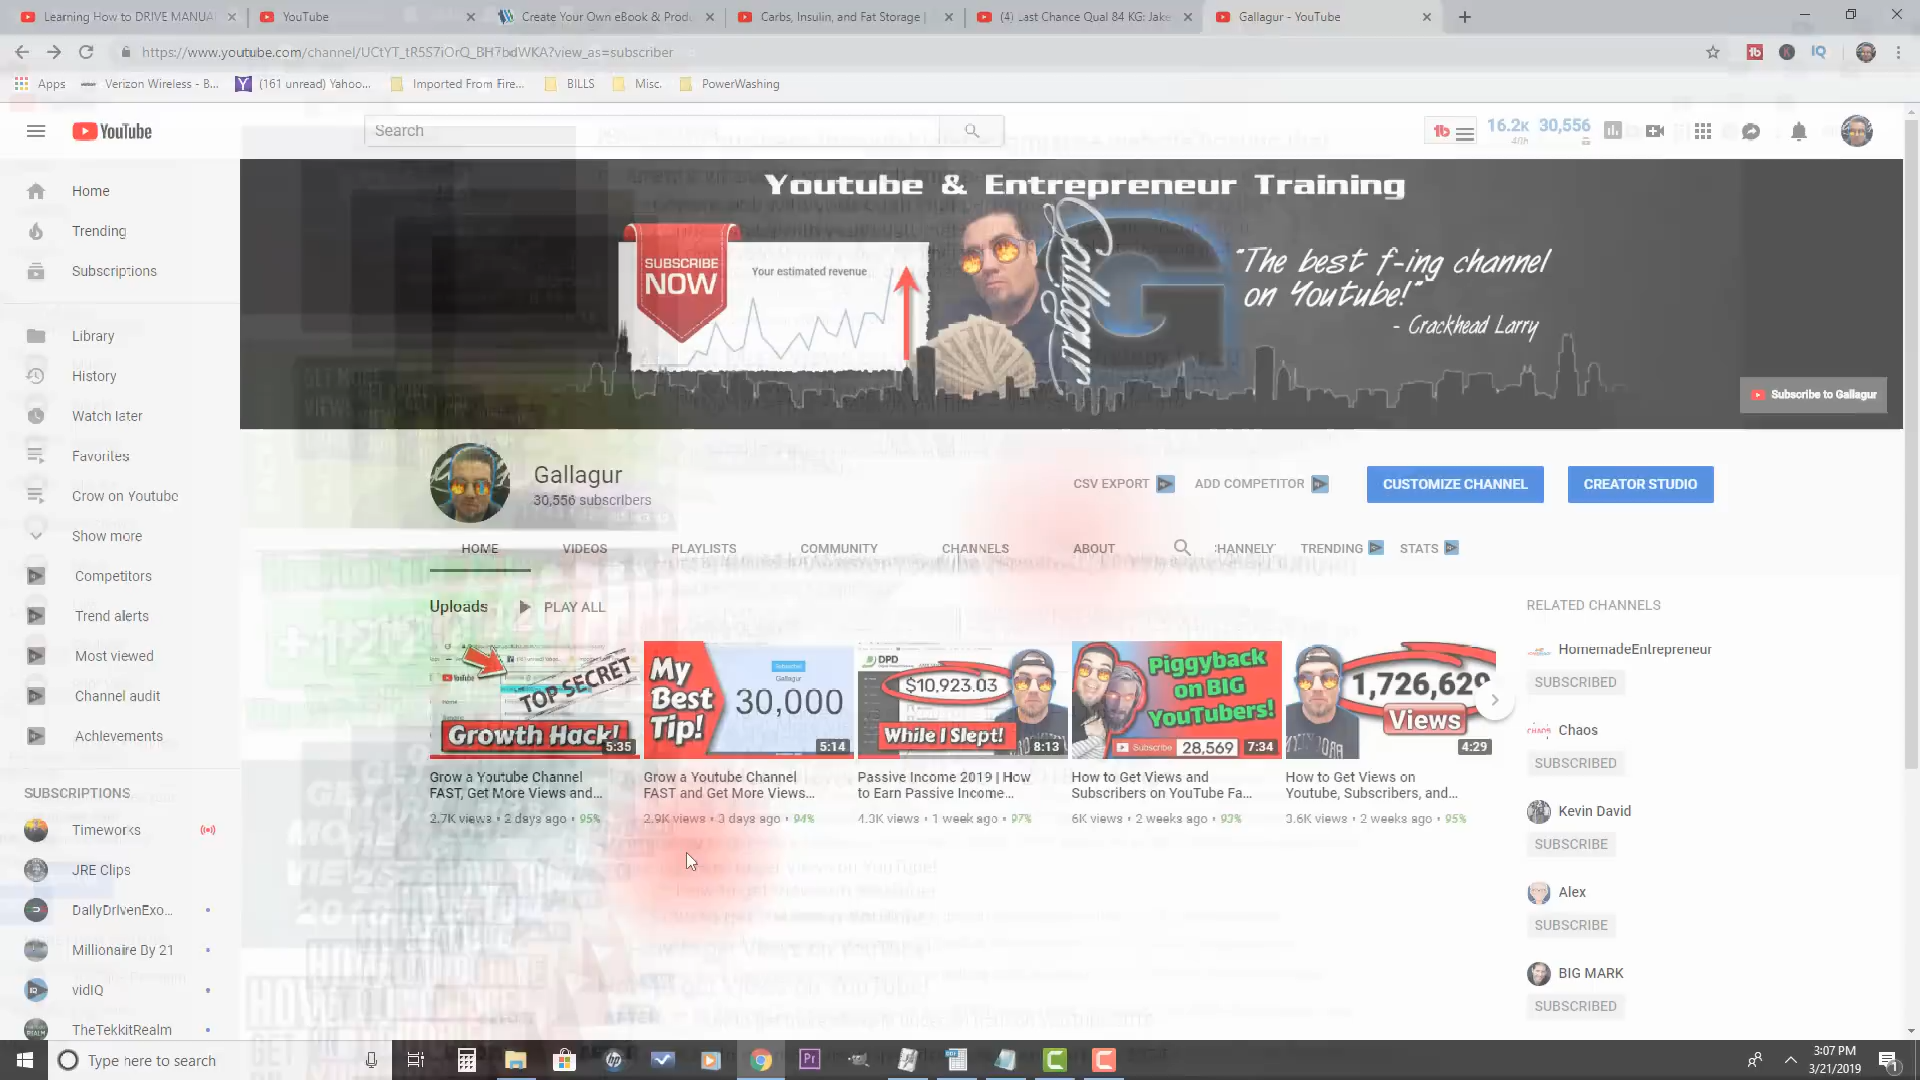 Learning How to DRIVE MANUA
YouTube
Create Your Own eBook & Prod
Carbs, Insulin, and Fat Storage |
(4) Last Chance Qual 84 KG: Jake
Gallagur - YouTube
https://www.youtube.com/channel/UCtYT_tR5S7iOrQ_BH7bdWKA?view_as=subscriber
Apps
Verizon Wireless - B...
(161 unread) Yahoo...
Imported From Fire...
BILLS
Misc.
PowerWashing
YouTube
Search
16.2K
48h
30,556
Home
Trending
Subscriptions
Library
History
Watch later
Favorites
Grow on Youtube
Show more
Competitors
Trend alerts
Most viewed
Channel audit
Achievements
SUBSCRIPTIONS
Timeworks
JRE Clips
DailyDrivenExo...
Millionaire By 21
vidIQ
TheTekkitRealm
Youtube & Entrepreneur Training
SUBSCRIBE
NOW
Your estimated revenue
Gallagur
G
"The best f-ing channel
on Youtube!"
- Crackhead Larry
Subscribe to Gallagur
Gallagur
30,556 subscribers
CSV EXPORT
ADD COMPETITOR
CUSTOMIZE CHANNEL
CREATOR STUDIO
HOME
VIDEOS
PLAYLISTS
COMMUNITY
CHANNELS
ABOUT
CHANNELY
TRENDING
STATS
Uploads
PLAY ALL
TOP SECRET
Growth Hack!
5:35
My
Best
Tip!
Gallagur
30,000
5:14
DPD
$10,923.03
While I Slept!
8:13
Piggyback
on BIG
YouTubers!
Subscribe 28,569
7:34
1,726,629
Views
4:29
Grow a Youtube Channel
FAST, Get More Views and...
2.7K views • 2 days ago • 95%
Grow a Youtube Channel
FAST and Get More Views...
2.9K views • 3 days ago • 94%
Passive Income 2019 | How
to Earn Passive Income...
4.3K views • 1 week ago • 97%
How to Get Views and
Subscribers on YouTube Fa...
6K views • 2 weeks ago • 93%
How to Get Views on
Youtube, Subscribers, and...
3.6K views • 2 weeks ago • 95%
RELATED CHANNELS
HomemadeEntrepreneur
SUBSCRIBED
Chaos
SUBSCRIBED
Kevin David
SUBSCRIBE
Alex
SUBSCRIBE
BIG MARK
SUBSCRIBED
Type here to search
3:07 PM
3/21/2019